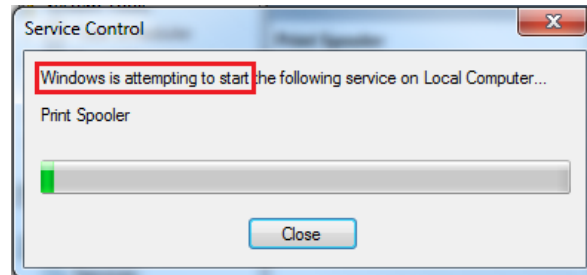 Service Control
Windows is attempting to start the following service on Local Computer...
Print Spooler
Close